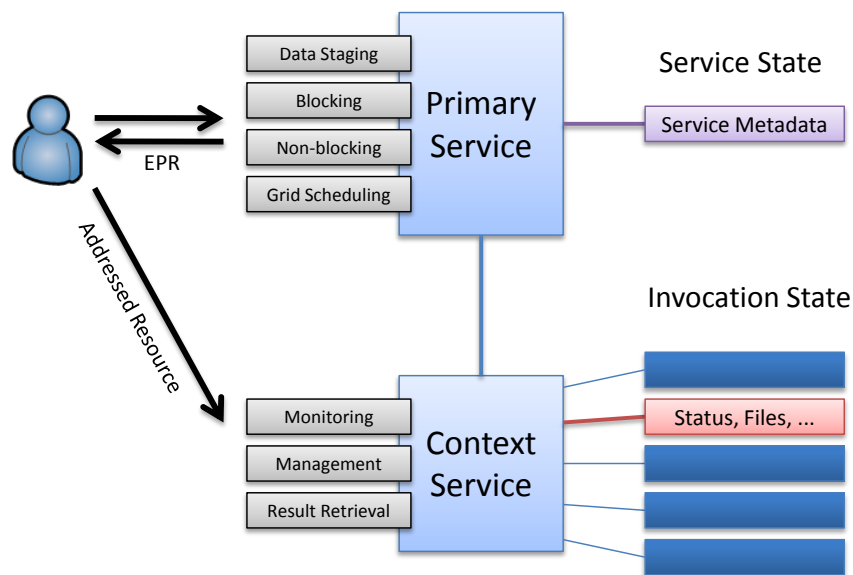 Data Staging
Blocking
Non-blocking
Grid Scheduling
Primary
Service
Service State
Service Metadata
EPR
Addressed Resource
Invocation State
Monitoring
Management
Result Retrieval
Context
Service
Status, Files, ...